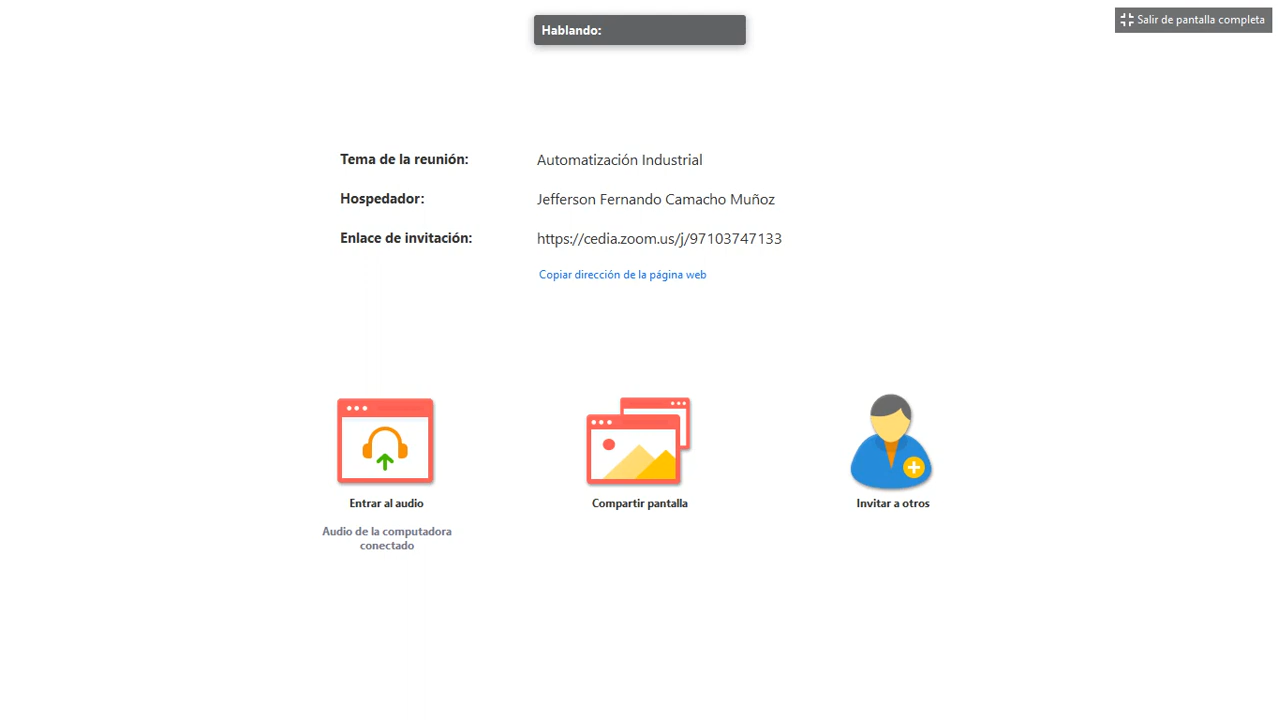 Hablando:
Salir de pantalla completa
Tema de la reunión: Automatización Industrial
Hospedador: Jefferson Fernando Camacho Muñoz
Enlace de invitación: https://cedia.zoom.us/j/97103747133
Copiar dirección de la página web
Entrar al audio
Compartir pantalla
Invitar a otros
Audio de la computadora
conectado